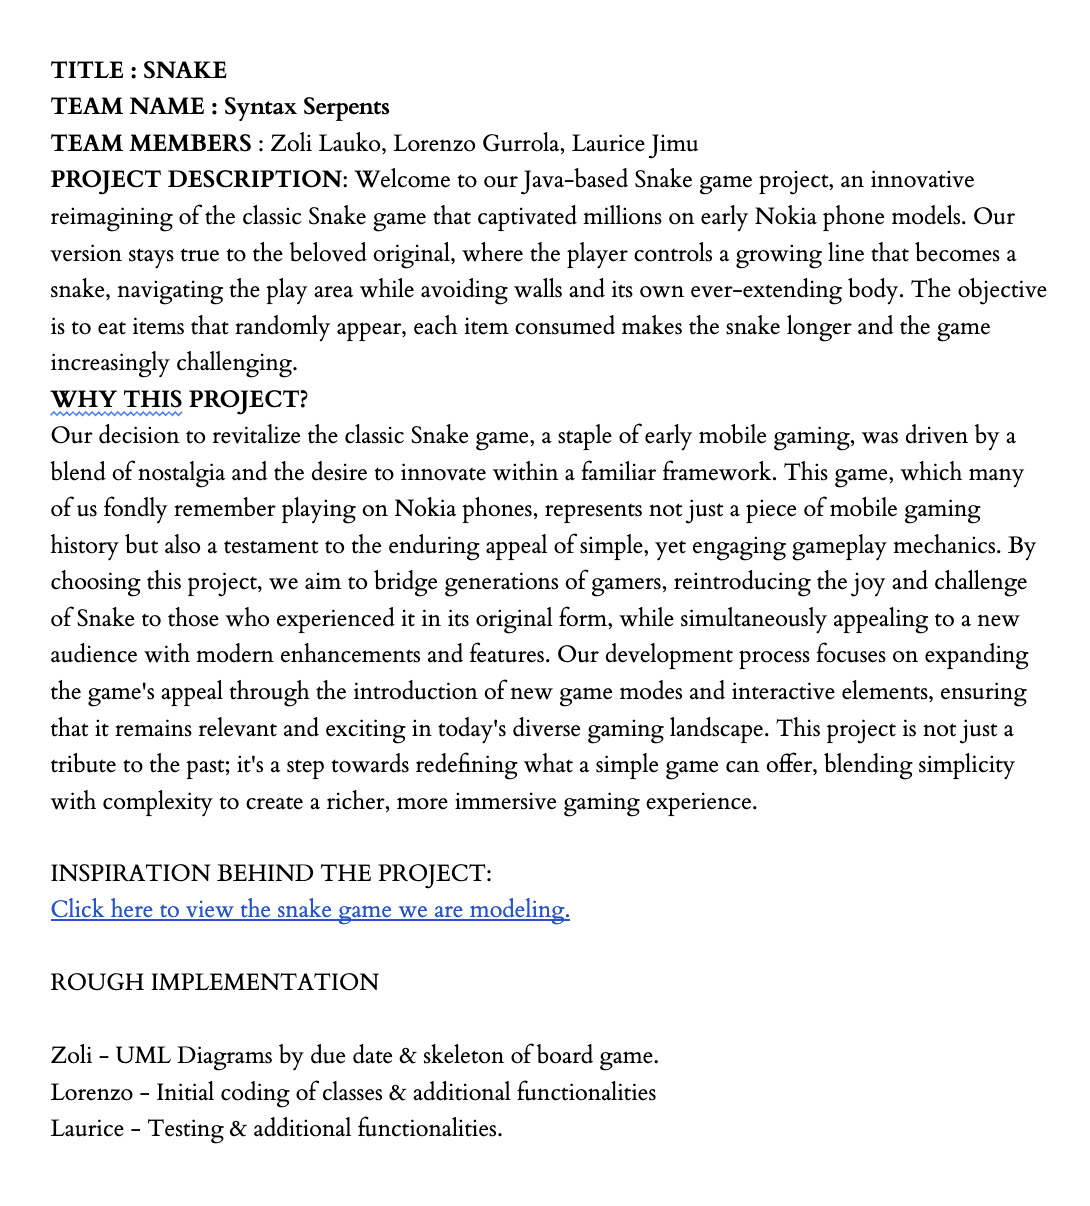 TITLE : SNAKE
TEAM NAME : Syntax Serpents
TEAM MEMBERS : Zoli Lauko, Lorenzo Gurrola, Laurice Jimu
PROJECT DESCRIPTION: Welcome to our Java-based Snake game project, an innovative
reimagining of the classic Snake game that captivated millions on early Nokia phone models. Our
version stays true to the beloved original, where the player controls a growing line that becomes a
snake, navigating the play area while avoiding walls and its own ever-extending body. The objective
is to eat items that randomly appear, each item consumed makes the snake longer and the game
increasingly challenging.
WHY THIS PROJECT?
Our decision to revitalize the classic Snake game, a staple of early mobile gaming, was driven by a
blend of nostalgia and the desire to innovate within a familiar framework. This game, which many
of us fondly remember playing on Nokia phones, represents not just a piece of mobile gaming
history but also a testament to the enduring appeal of simple, yet engaging gameplay mechanics. By
choosing this project, we aim to bridge generations of gamers, reintroducing the joy and challenge
of Snake to those who experienced it in its original form, while simultaneously appealing to a new
audience with modern enhancements and features. Our development process focuses on expanding
the game's appeal through the introduction of new game modes and interactive elements, ensuring
that it remains relevant and exciting in today's diverse gaming landscape. This project is not just a
tribute to the past; it's a step towards redefining what a simple game can offer, blending simplicity
with complexity to create a richer, more immersive gaming experience.
INSPIRATION BEHIND THE PROJECT:
Click here to view the snake game we are modeling.
ROUGH IMPLEMENTATION
Zoli - UML Diagrams by due date & skeleton of board game.
Lorenzo - Initial coding of classes & additional functionalities
Laurice - Testing & additional functionalities.